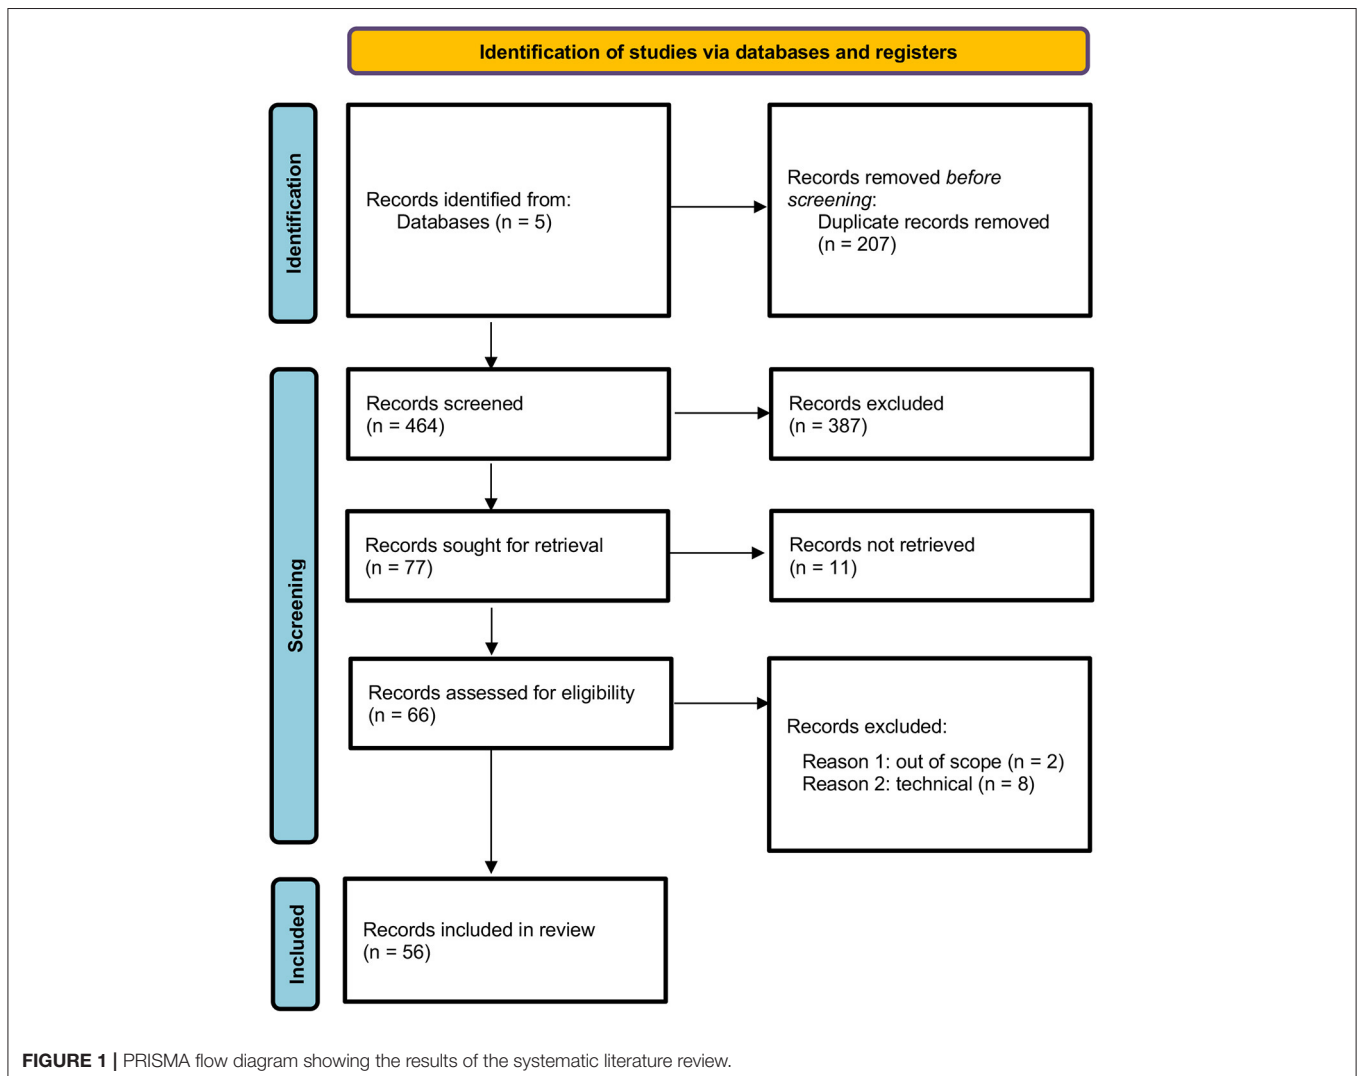 Identification of studies via databases and registers
Identification
Records identified from:
Databases (n = 5)
Records removed before
screening:
Duplicate records removed
(n = 207)
Screening
Records screened
(n = 464)
Records excluded
(n = 387)
Records sought for retrieval
(n = 77)
Records not retrieved
(n = 11)
Records assessed for eligibility
(n = 66)
Records excluded:
Reason 1: out of scope (n = 2)
Reason 2: technical (n = 8)
Included
Records included in review
(n = 56)
FIGURE 1 | PRISMA flow diagram showing the results of the systematic literature review.